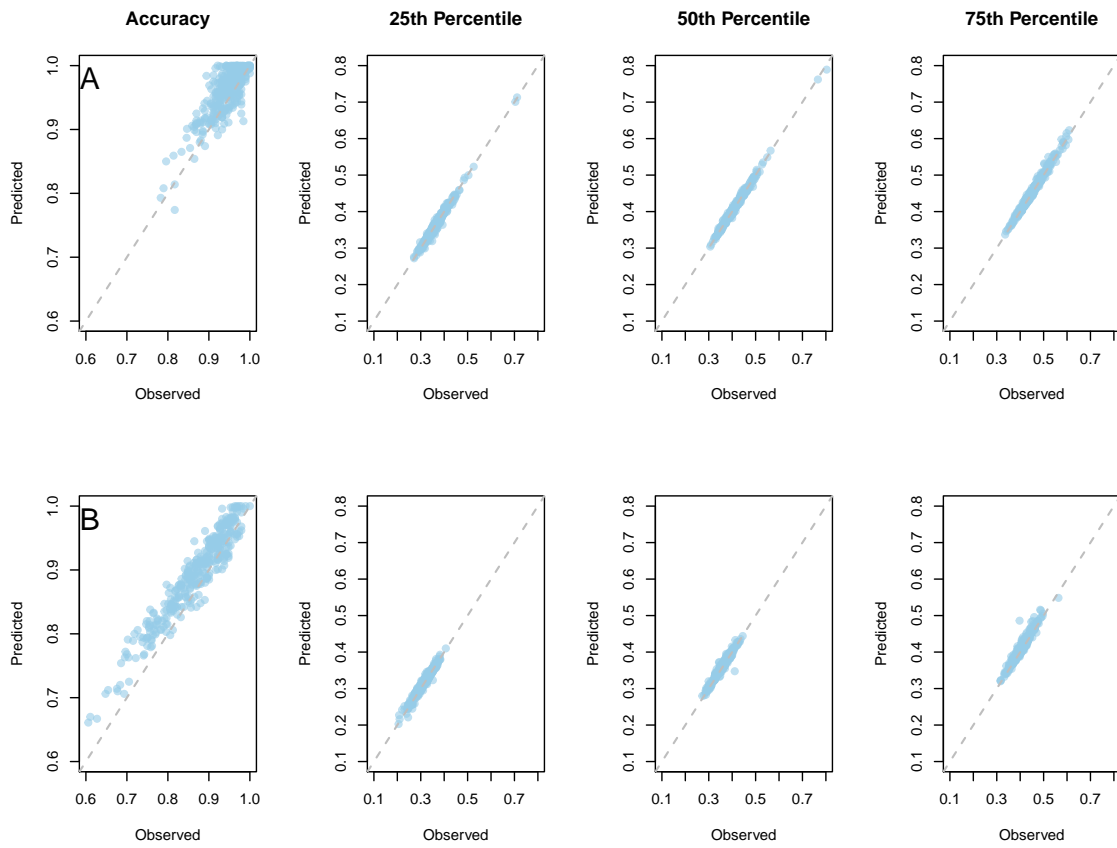 Accuracy 25th Percentile 50th Percentile 75th Percentile
A
Predicted Predicted Predicted Predicted
1.0 0.9 0.8 0.7 0.6
0.8 0.7 0.6 0.5 0.4 0.3 0.2 0.1
0.8 0.7 0.6 0.5 0.4 0.3 0.2 0.1
0.8 0.7 0.6 0.5 0.4 0.3 0.2 0.1
0.6 0.7 0.8 0.9 1.0 0.1 0.3 0.5 0.7 0.1 0.3 0.5 0.7 0.1 0.3 0.5 0.7
Observed Observed Observed Observed
B
Predicted Predicted Predicted Predicted
1.0 0.9 0.8 0.7 0.6
0.8 0.7 0.6 0.5 0.4 0.3 0.2 0.1
0.8 0.7 0.6 0.5 0.4 0.3 0.2 0.1
0.8 0.7 0.6 0.5 0.4 0.3 0.2 0.1
0.6 0.7 0.8 0.9 1.0 0.1 0.3 0.5 0.7 0.1 0.3 0.5 0.7 0.1 0.3 0.5 0.7
Observed Observed Observed Observed